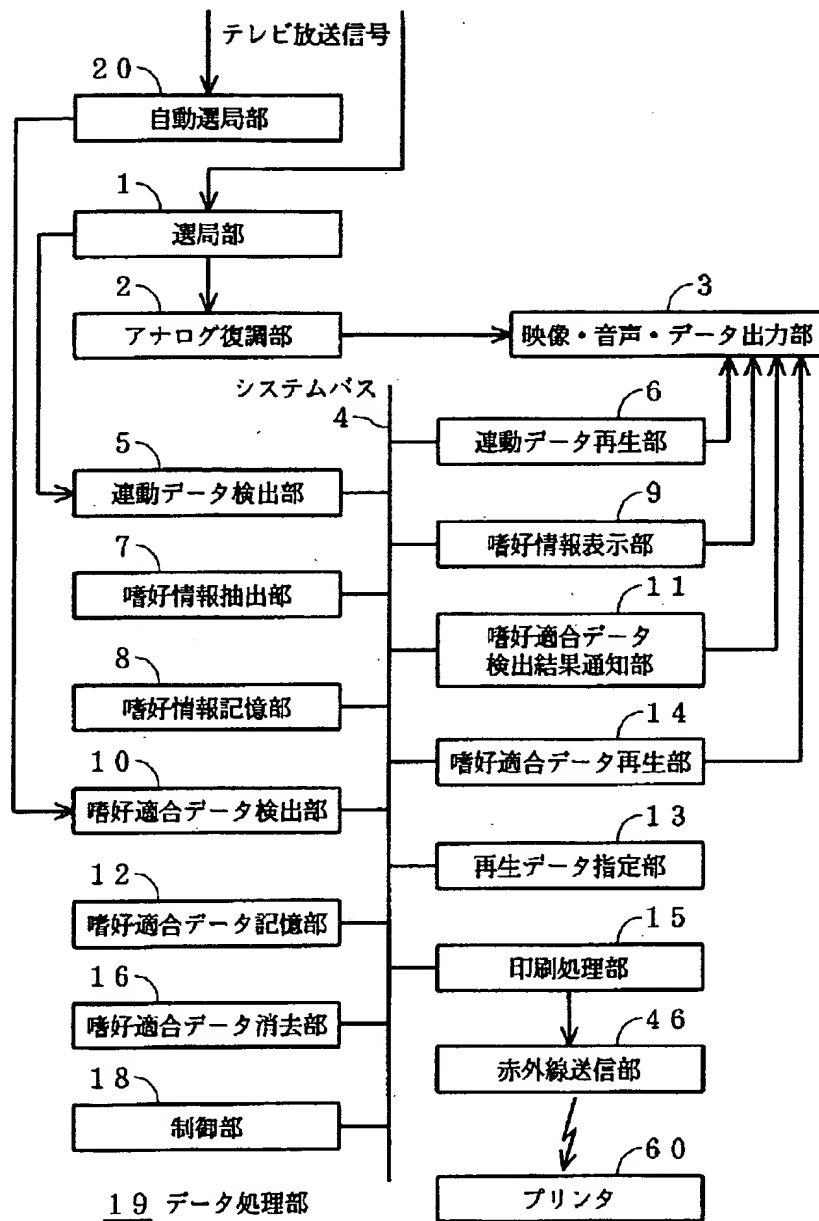 テレビ放送信号
20
自動選局部
1
選局部
2
アナログ復調部
3
映像・音声・データ出力部
システムバス
4
5
連動データ検出部
6
連動データ再生部
7
嗜好情報抽出部
9
嗜好情報表示部
8
嗜好情報記憶部
11
嗜好適合データ
検出結果通知部
10
嗜好適合データ検出部
14
嗜好適合データ再生部
12
嗜好適合データ記憶部
13
再生データ指定部
16
嗜好適合データ消去部
15
印刷処理部
18
制御部
46
赤外線送信部
60
プリンタ
19 データ処理部